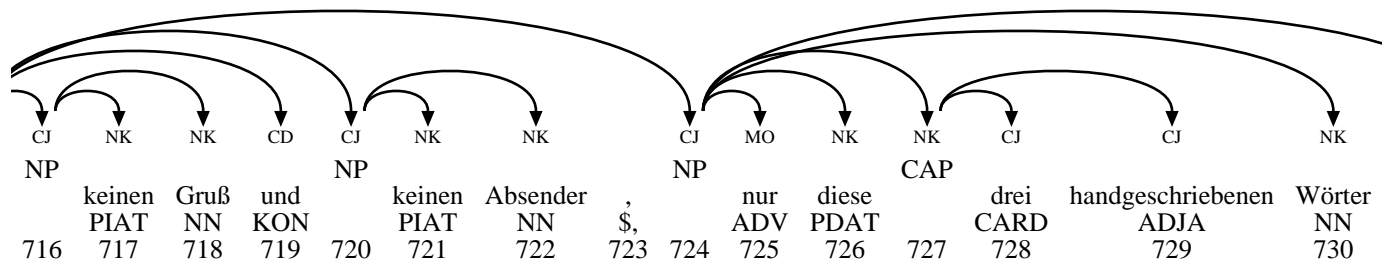 CJ NK NK CD CJ NK NK CJ MO NK NK CJ CJ NK
NP NP NP CAP
keinen Gruß und keinen Absender , nur diese drei handgeschriebenen Wörter
PIAT NN KON PIAT NN $, ADV PDAT CARD ADJA NN
716 717 718 719 720 721 722 723 724 725 726 727 728 729 730